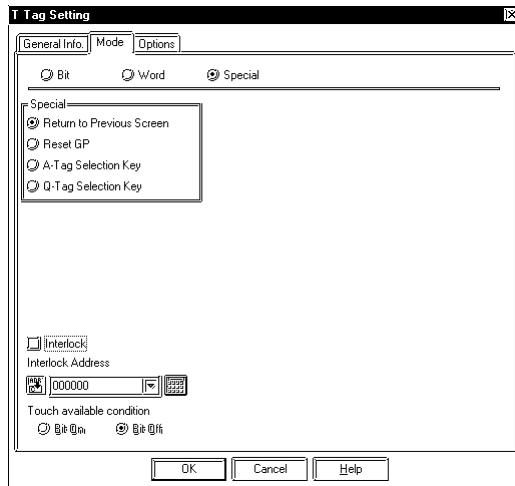 T Tag Setting
General Info. Mode Options
Bit Word Special
Special
Return to Previous Screen
Reset GP
A-Tag Selection Key
Q-Tag Selection Key
Interlock
Interlock Address
000000
Touch available condition
Bit On Bit Off
OK Cancel Help